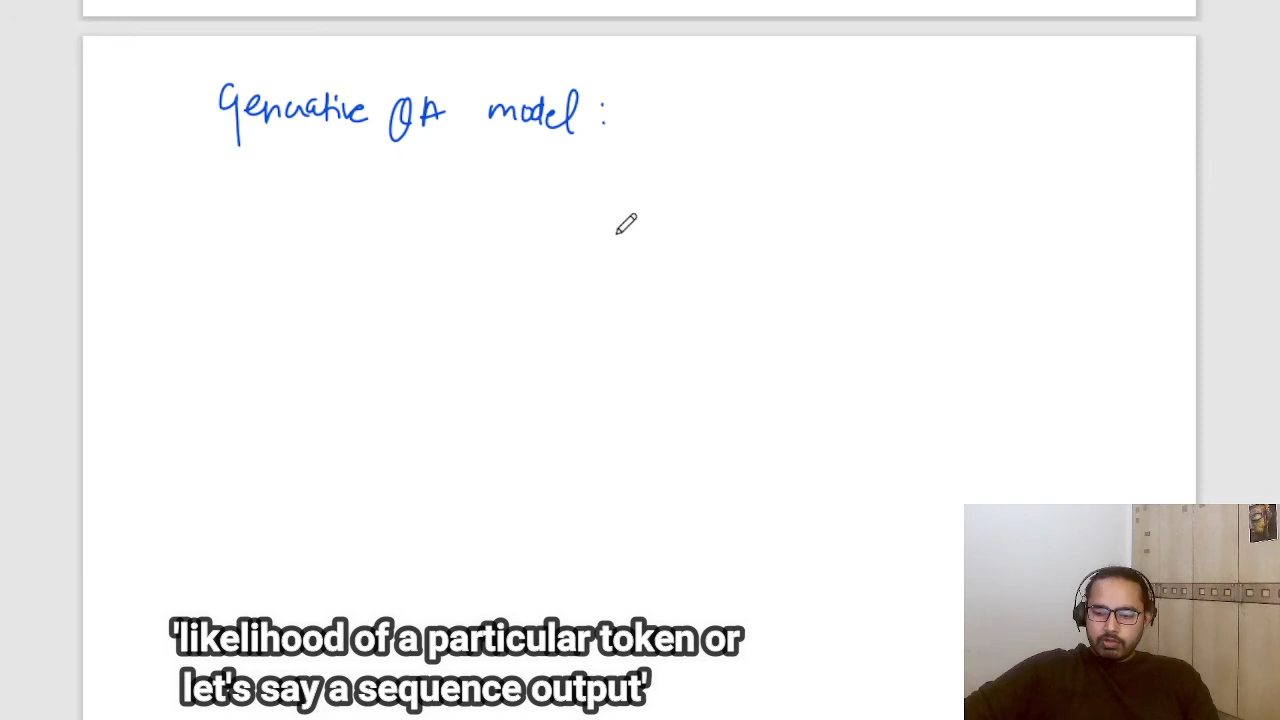 Generative QA model :
'likelihood of a particular token or
let's say a sequence output'